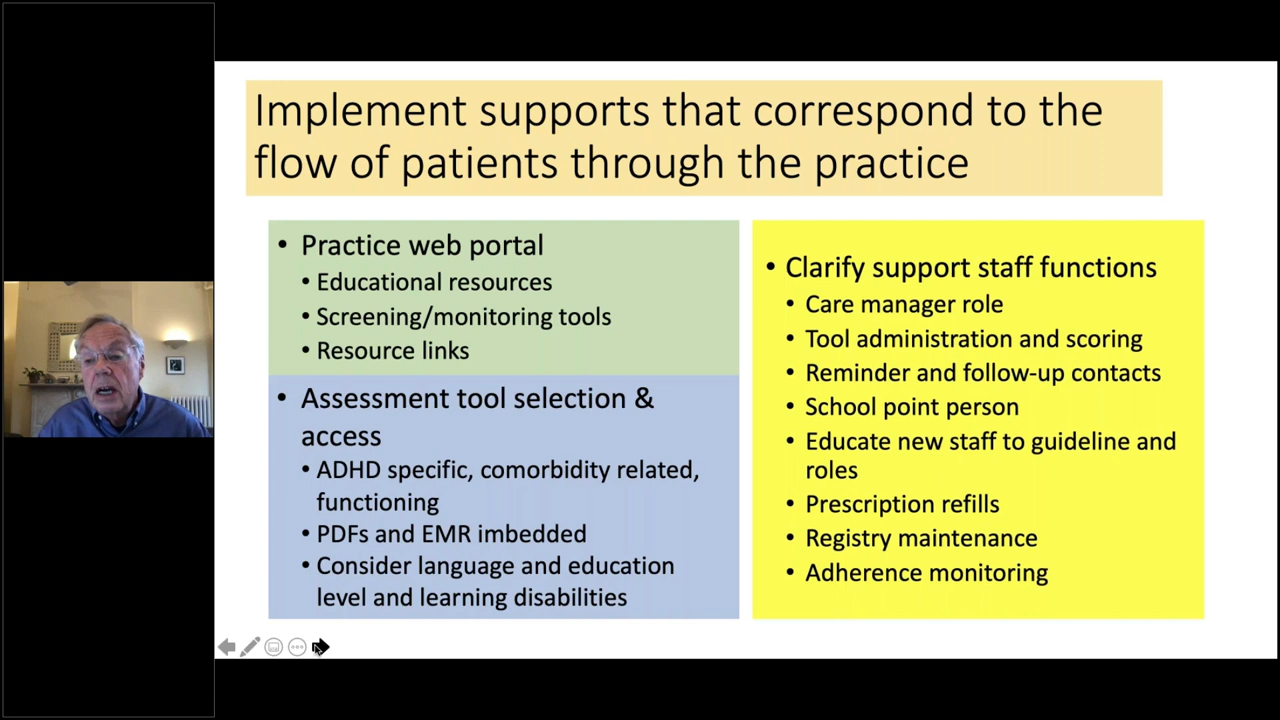 Implement supports that correspond to the
flow of patients through the practice
• Practice web portal
• Educational resources
• Screening/monitoring tools
• Resource links
• Assessment tool selection &
access
• ADHD specific, comorbidity related,
functioning
• PDFs and EMR imbedded
• Consider language and education
level and learning disabilities
• Clarify support staff functions
• Care manager role
• Tool administration and scoring
• Reminder and follow-up contacts
• School point person
• Educate new staff to guideline and
roles
• Prescription refills
• Registry maintenance
• Adherence monitoring